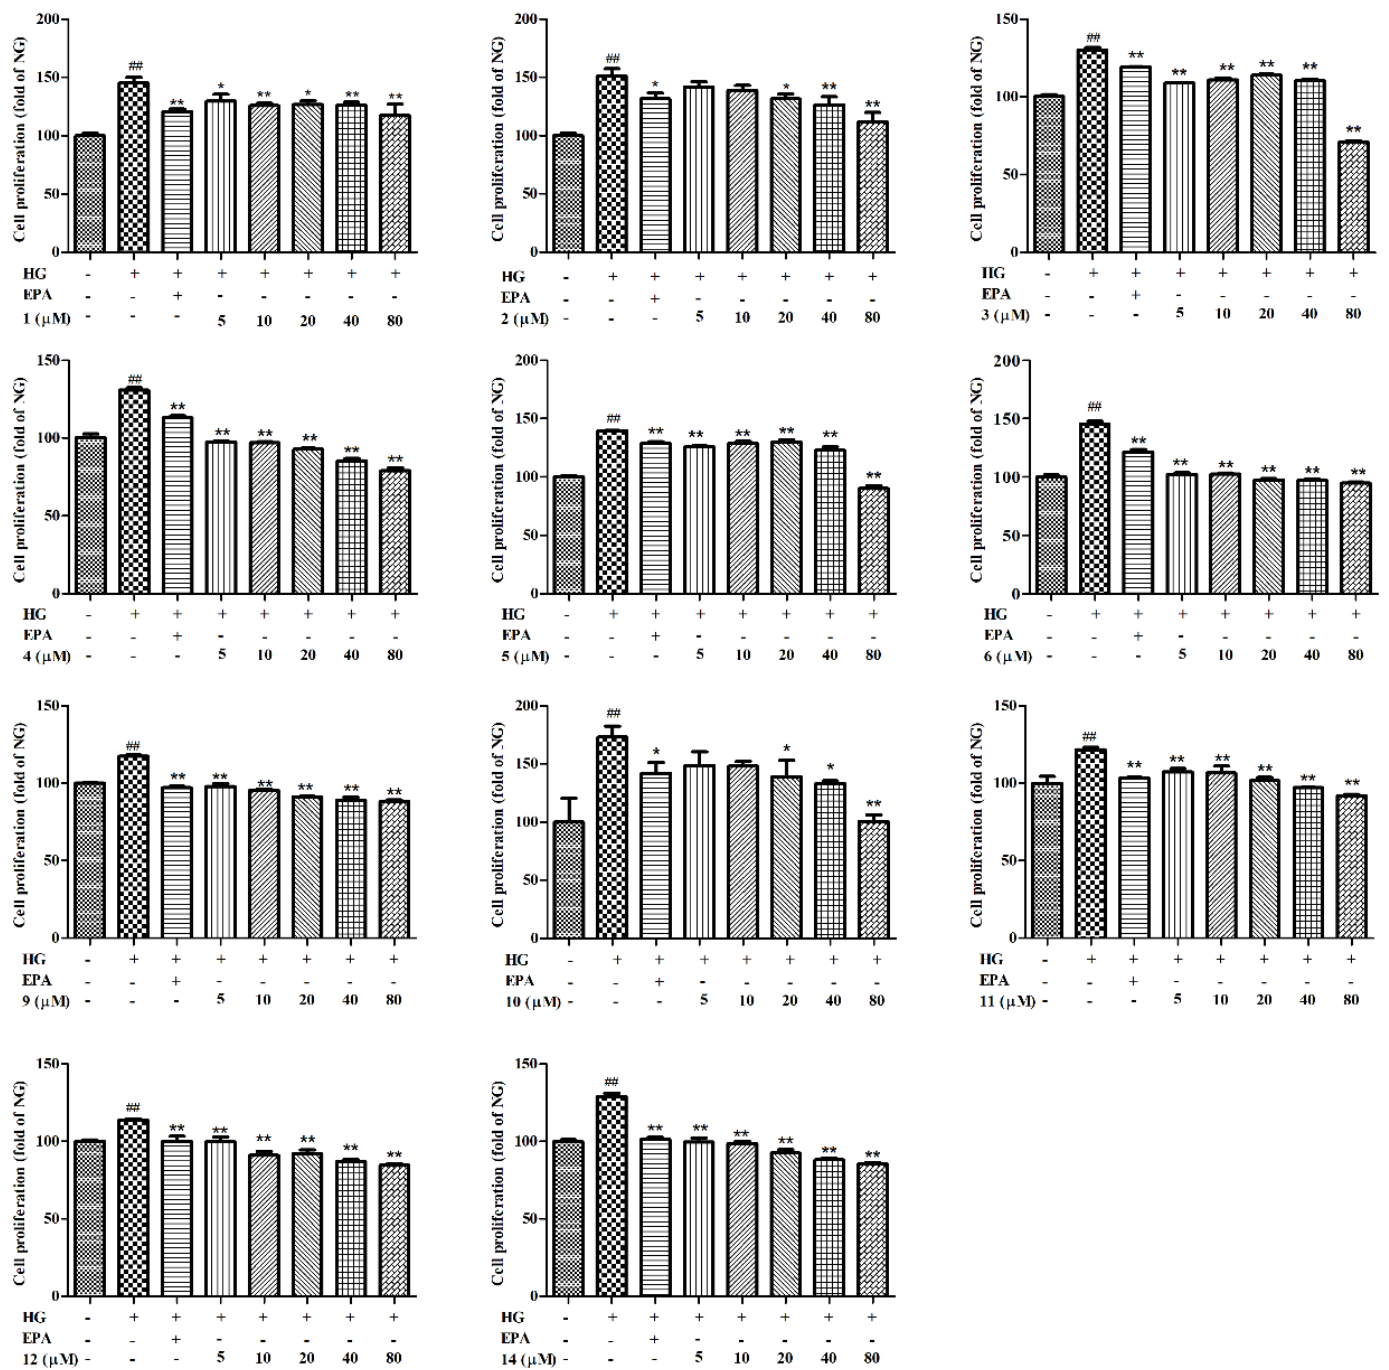 Cell proliferation (fold of NG)
200
150
100
50
0
##
**
*
**
*
**
**
HG - + + + + + + +
EPA - - + - - - - -
1 (μM) - - - 5 10 20 40 80
Cell proliferation (fold of NG)
200
150
100
50
0
##
*
*
**
**
HG - + + + + + + +
EPA - - + - - - - -
2 (μM) - - - 5 10 20 40 80
Cell proliferation (fold of NG)
150
100
50
0
##
**
**
**
**
**
**
HG - + + + + + + +
EPA - - + - - - - -
3 (μM) - - - 5 10 20 40 80
Cell proliferation (fold of NG)
150
100
50
0
##
**
**
**
**
**
**
HG - + + + + + + +
EPA - - + - - - - -
4 (μM) - - - 5 10 20 40 80
Cell proliferation (fold of NG)
200
150
100
50
0
##
**
**
**
**
**
**
HG - + + + + + + +
EPA - - + - - - - -
5 (μM) - - - 5 10 20 40 80
Cell proliferation (fold of NG)
200
150
100
50
0
##
**
**
**
**
**
**
HG - + + + + + + +
EPA - - + - - - - -
6 (μM) - - - 5 10 20 40 80
Cell proliferation (fold of NG)
150
100
50
0
##
**
**
**
**
**
**
HG - + + + + + + +
EPA - - + - - - - -
9 (μM) - - - 5 10 20 40 80
Cell proliferation (fold of NG)
200
150
100
50
0
##
*
*
*
**
HG - + + + + + + +
EPA - - + - - - - -
10 (μM) - - - 5 10 20 40 80
Cell proliferation (fold of NG)
150
100
50
0
##
**
**
**
**
**
**
HG - + + + + + + +
EPA - - + - - - - -
11 (μM) - - - 5 10 20 40 80
Cell proliferation (fold of NG)
150
100
50
0
##
**
**
**
**
**
**
HG - + + + + + + +
EPA - - + - - - - -
12 (μM) - - - 5 10 20 40 80
Cell proliferation (fold of NG)
150
100
50
0
##
**
**
**
**
**
**
HG - + + + + + + +
EPA - - + - - - - -
14 (μM) - - - 5 10 20 40 80